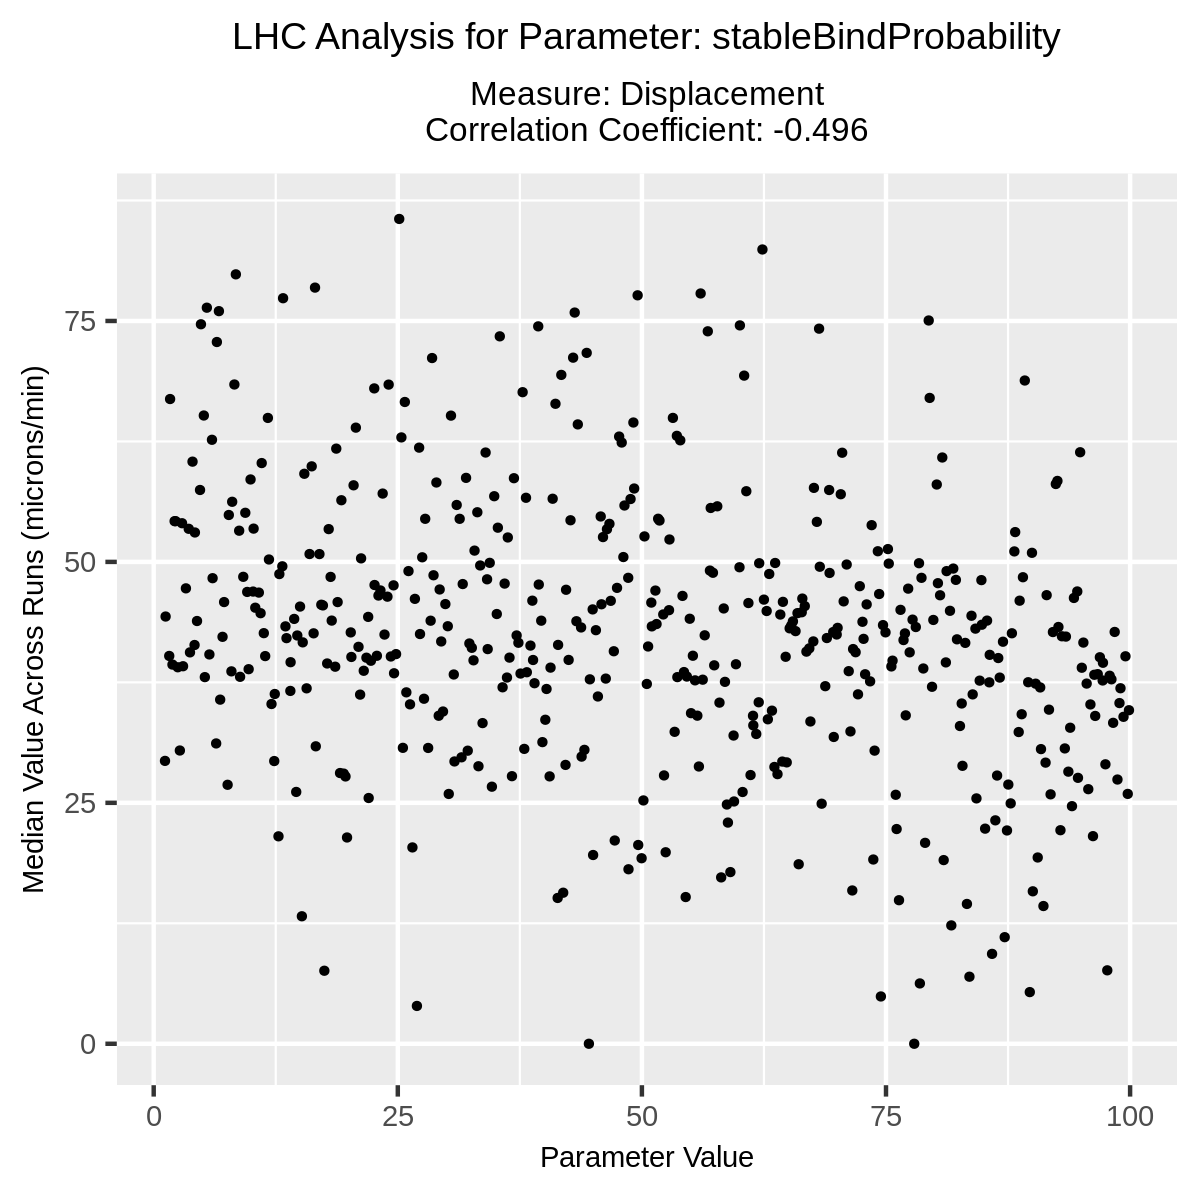 LHC Analysis for Parameter: stableBindProbability
Measure: Displacement
Correlation Coefficient: -0.496
Median Value Across Runs (microns/min)
75
50
25
0
0 25 50 75 100
Parameter Value